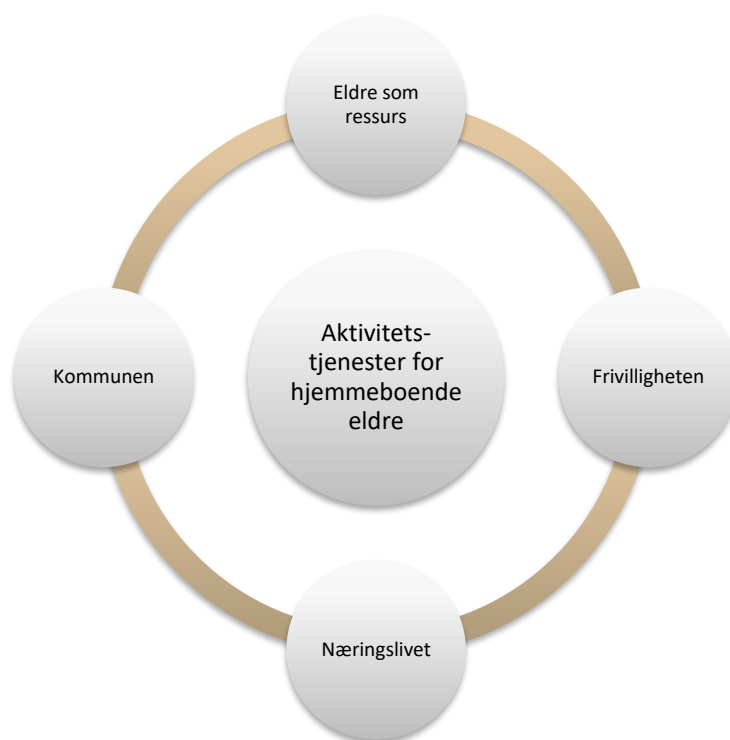 Eldre som
ressurs
Kommunen
Aktivitets-
tjenester for
hjemmeboende
eldre
Frivilligheten
Næringslivet